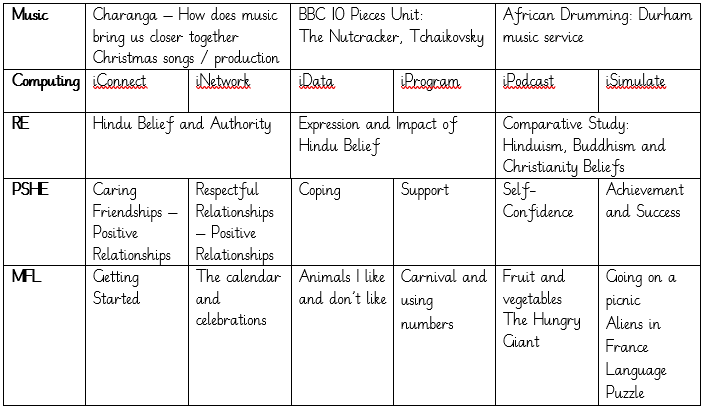 Music
Charanga – How does music
bring us closer together
Christmas songs / production
BBC 10 Pieces Unit:
The Nutcracker, Tchaikovsky
African Drumming: Durham
music service
Computing
iConnect
iNetwork
iData
iProgram
iPodcast
iSimulate
RE
Hindu Belief and Authority
Expression and Impact of
Hindu Belief
Comparative Study:
Hinduism, Buddhism and
Christianity Beliefs
PSHE
Caring
Friendships –
Positive
Relationships
Respectful
Relationships
– Positive
Relationships
Coping
Support
Self-
Confidence
Achievement
and Success
MFL
Getting
Started
The calendar
and
celebrations
Animals I like
and don't like
Carnival and
using
numbers
Fruit and
vegetables
The Hungry
Giant
Going on a
picnic
Aliens in
France
Language
Puzzle